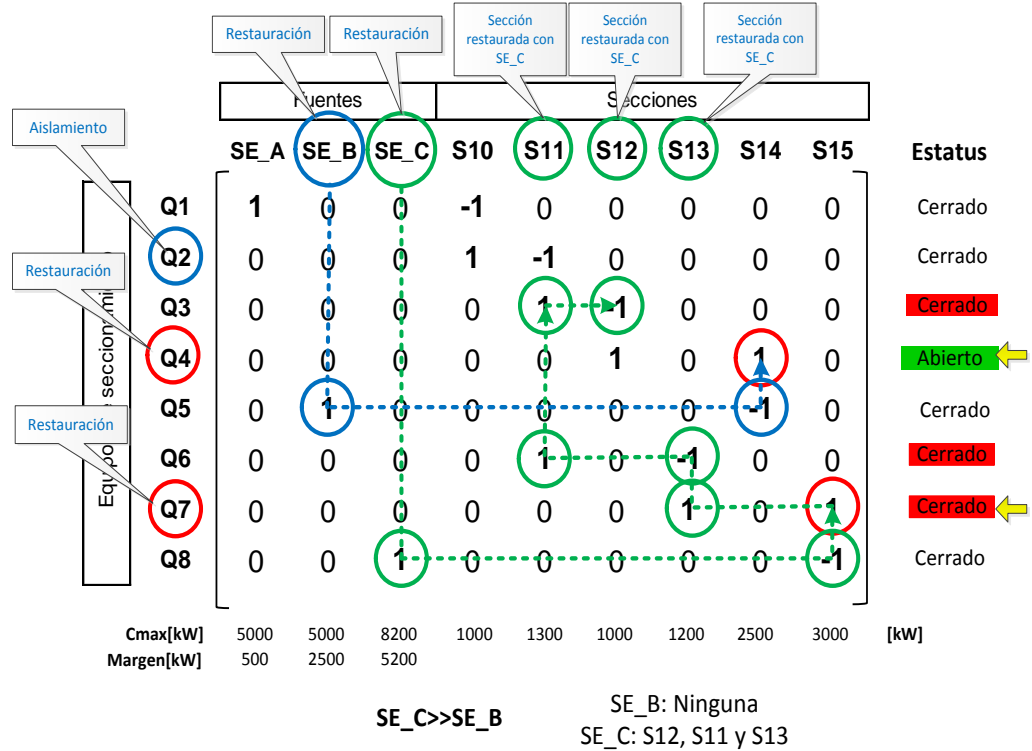 Restauración
Restauración
Sección
restaurada con
SE_C
Sección
restaurada con
SE_C
Sección
restaurada con
SE_C
Aislamiento
Fuentes
Secciones
SE_A SE_B SE_C S10 S11 S12 S13 S14 S15 Estatus
Q1 1 0 0 -1 0 0 0 0 0 Cerrado
Q2 0 0 0 1 -1 0 0 0 0 Cerrado
Restauración
Q3 0 0 0 0 1 -1 0 0 0 Cerrado
Q4 0 0 0 0 0 1 0 1 0 Abierto
Q5 0 1 0 0 0 0 0 -1 0 Cerrado
Restauración
Q6 0 0 0 0 1 0 -1 0 0 Cerrado
Q7 0 0 0 0 0 0 1 0 1 Cerrado
Q8 0 0 1 0 0 0 0 0 -1 Cerrado
seccionamie
Cmax[kW] 5000 5000 8200 1000 1300 1000 1200 2500 3000 [kW]
Margen[kW] 500 2500 5200
SE_C>>SE_B
SE_B: Ninguna
SE_C: S12, S11 y S13